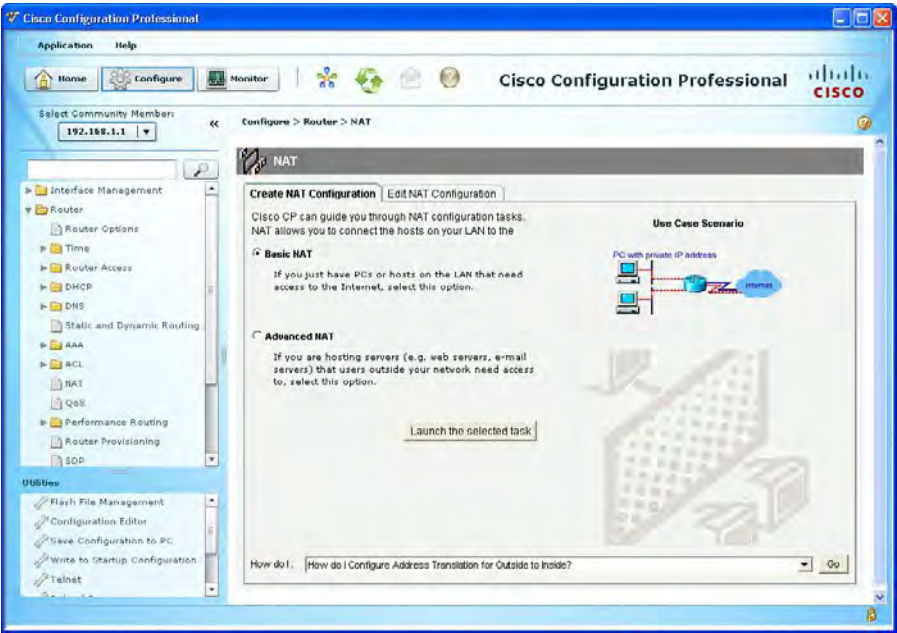 Cisco Configuration Professional
Application Help
Home Configure Monitor
Cisco Configuration Professional
CISCO
Select Community Member:
192.168.1.1
«
Configure > Router > NAT
NAT
Interface Management
Router
Router Options
Time
Router Access
DHCP
DNS
Static and Dynamic Routing
AAA
ACL
NAT
QoS
Performance Routing
Router Provisioning
SDP
Utilities
Flash File Management
Configuration Editor
Save Configuration to PC
Write to Startup Configuration
Telnet
Create NAT Configuration Edit NAT Configuration
Cisco CP can guide you through NAT configuration tasks.
NAT allows you to connect the hosts on your LAN to the
Basic NAT
If you just have PCs or hosts on the LAN that need
access to the Internet, select this option.
Advanced NAT
If you are hosting servers (e.g. web servers, e-mail
servers) that users outside your network need access
to, select this option.
Launch the selected task
Use Case Scenario
PC with private IP address
Internet
How do I: How do I Configure Address Translation for Outside to Inside? Go